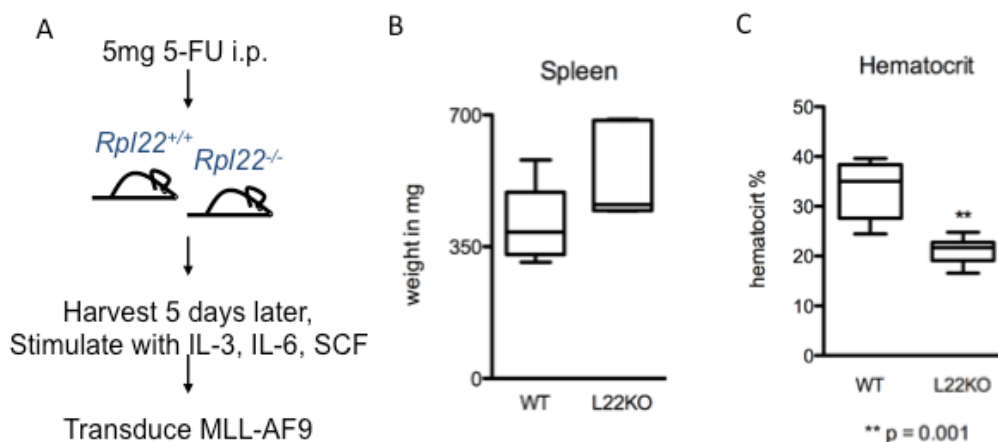 A
5mg 5-FU i.p.
Rpl22+/+
Rpl22-/-
Harvest 5 days later,
Stimulate with IL-3, IL-6, SCF
Transduce MLL-AF9
B
Spleen
700
350
0
weight in mg
WT
L22KO
C
Hematocrit
50
40
30
20
10
0
hematocirt %
**
WT
L22KO
** p = 0.001